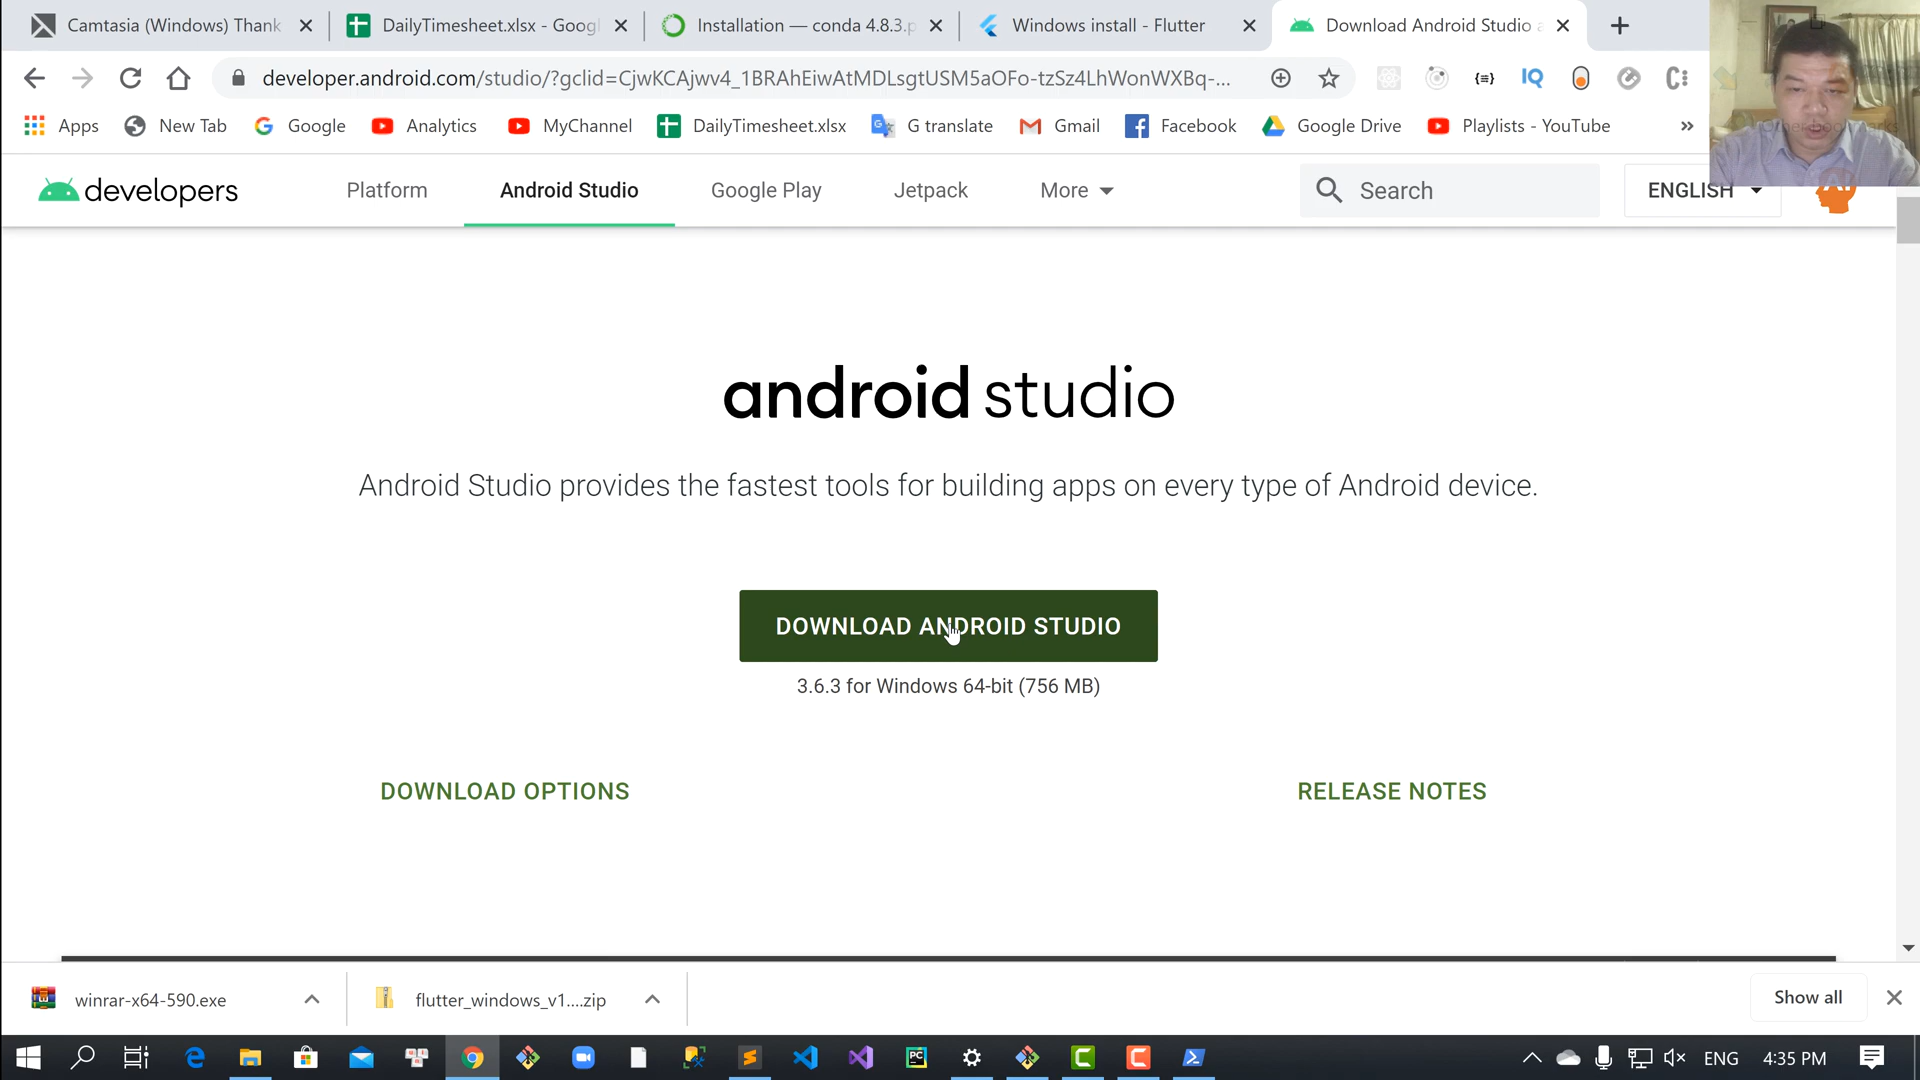 Camtasia (Windows) Thank
DailyTimesheet.xlsx - Googl
Installation — conda 4.8.3.p
Windows install - Flutter
Download Android Studio a
developer.android.com/studio/?gclid=CjwKCAjwv4_1BRAhEiwAtMDLsgtUSM5aOFo-tzSz4LhWonWXBq-...
IQ
Apps
New Tab
Google
Analytics
MyChannel
DailyTimesheet.xlsx
G translate
Gmail
Facebook
Google Drive
Playlists - YouTube
»
developers
Platform
Android Studio
Google Play
Jetpack
More
Search
ENGLISH
android studio
Android Studio provides the fastest tools for building apps on every type of Android device.
DOWNLOAD ANDROID STUDIO
3.6.3 for Windows 64-bit (756 MB)
DOWNLOAD OPTIONS
RELEASE NOTES
winrar-x64-590.exe
flutter_windows_v1....zip
Show all
ENG
4:35 PM